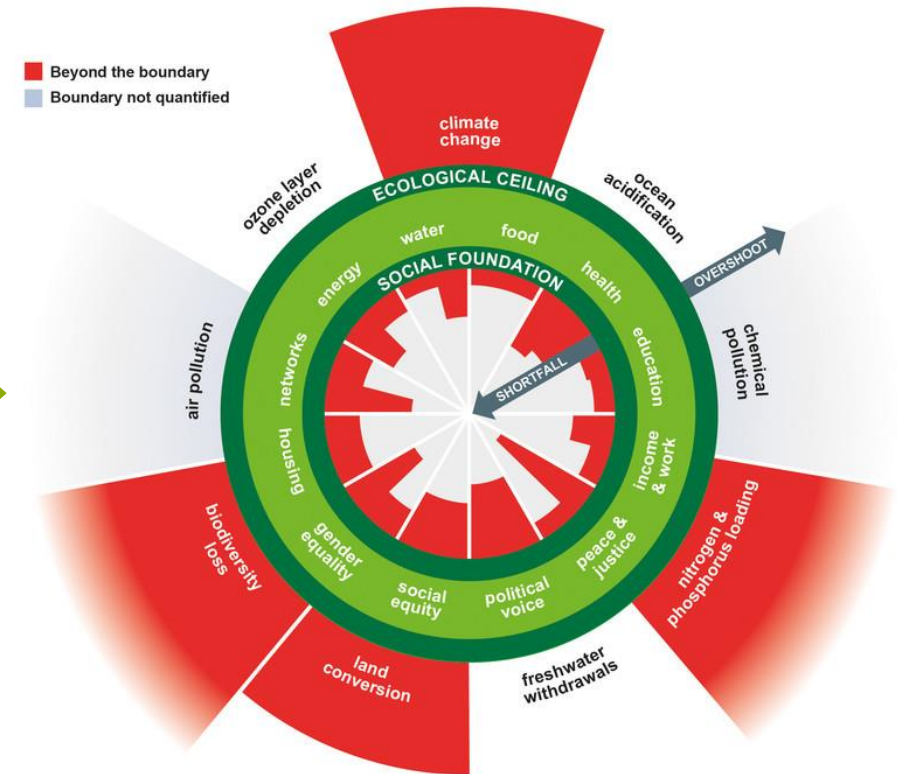 Beyond the boundary
Boundary not quantified
climate
change
ozone layer
depletion
ECOLOGICAL CEILING
ocean
acidification
OVERSHOOT
water
food
energy
SOCIAL FOUNDATION
health
networks
SHORTFALL
education
air pollution
chemical
pollution
housing
income
& work
biodiversity
loss
gender
equality
social
equity
political
voice
peace &
justice
nitrogen &
phosphorus loading
land
conversion
freshwater
withdrawals